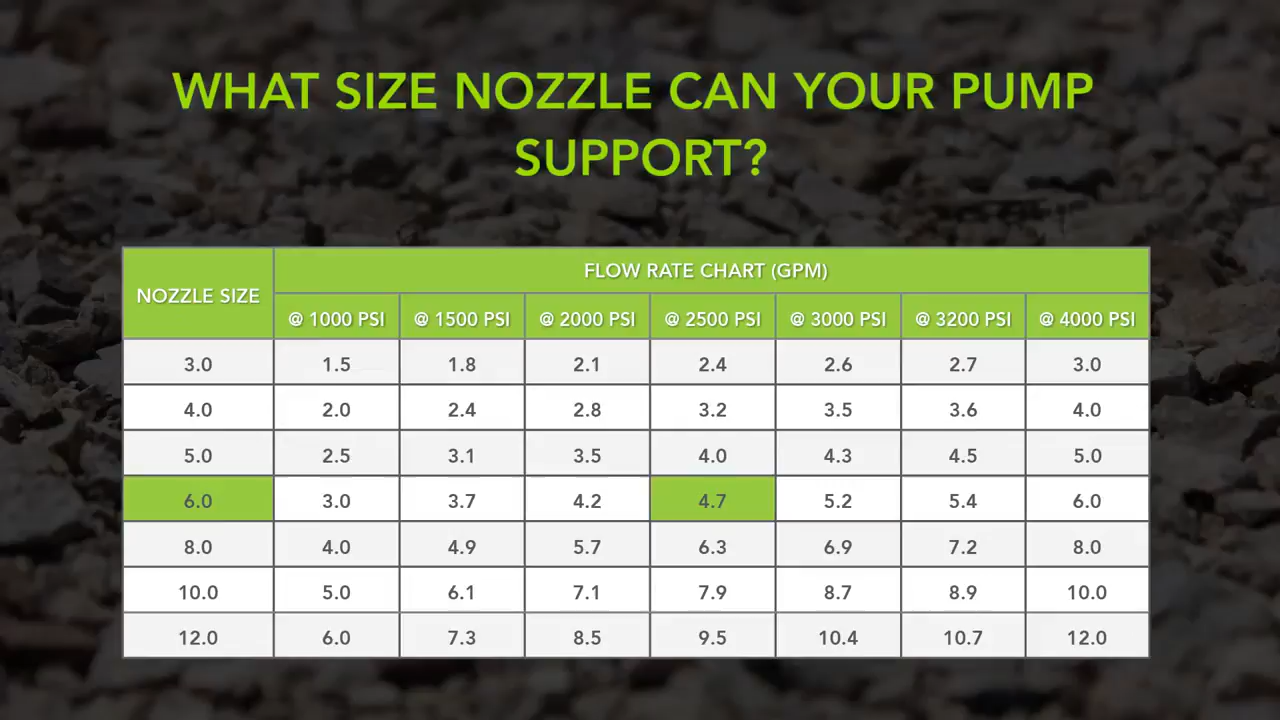 WHAT SIZE NOZZLE CAN YOUR PUMP
SUPPORT?
NOZZLE SIZE
FLOW RATE CHART (GPM)
@ 1000 PSI @ 1500 PSI @ 2000 PSI @ 2500 PSI @ 3000 PSI @ 3200 PSI @ 4000 PSI
3.0 1.5 1.8 2.1 2.4 2.6 2.7 3.0
4.0 2.0 2.4 2.8 3.2 3.5 3.6 4.0
5.0 2.5 3.1 3.5 4.0 4.3 4.5 5.0
6.0 3.0 3.7 4.2 4.7 5.2 5.4 6.0
8.0 4.0 4.9 5.7 6.3 6.9 7.2 8.0
10.0 5.0 6.1 7.1 7.9 8.7 8.9 10.0
12.0 6.0 7.3 8.5 9.5 10.4 10.7 12.0